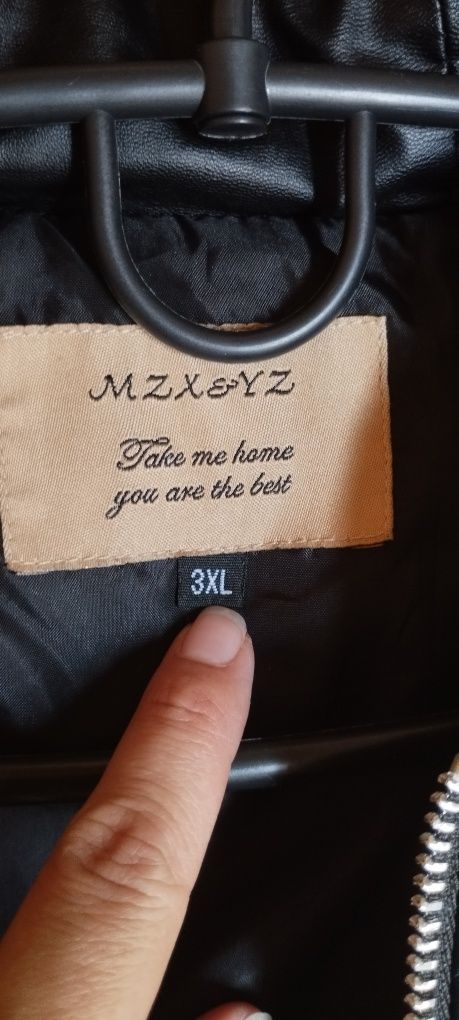 MZX&YZ
Take me home
you are the best
3XL